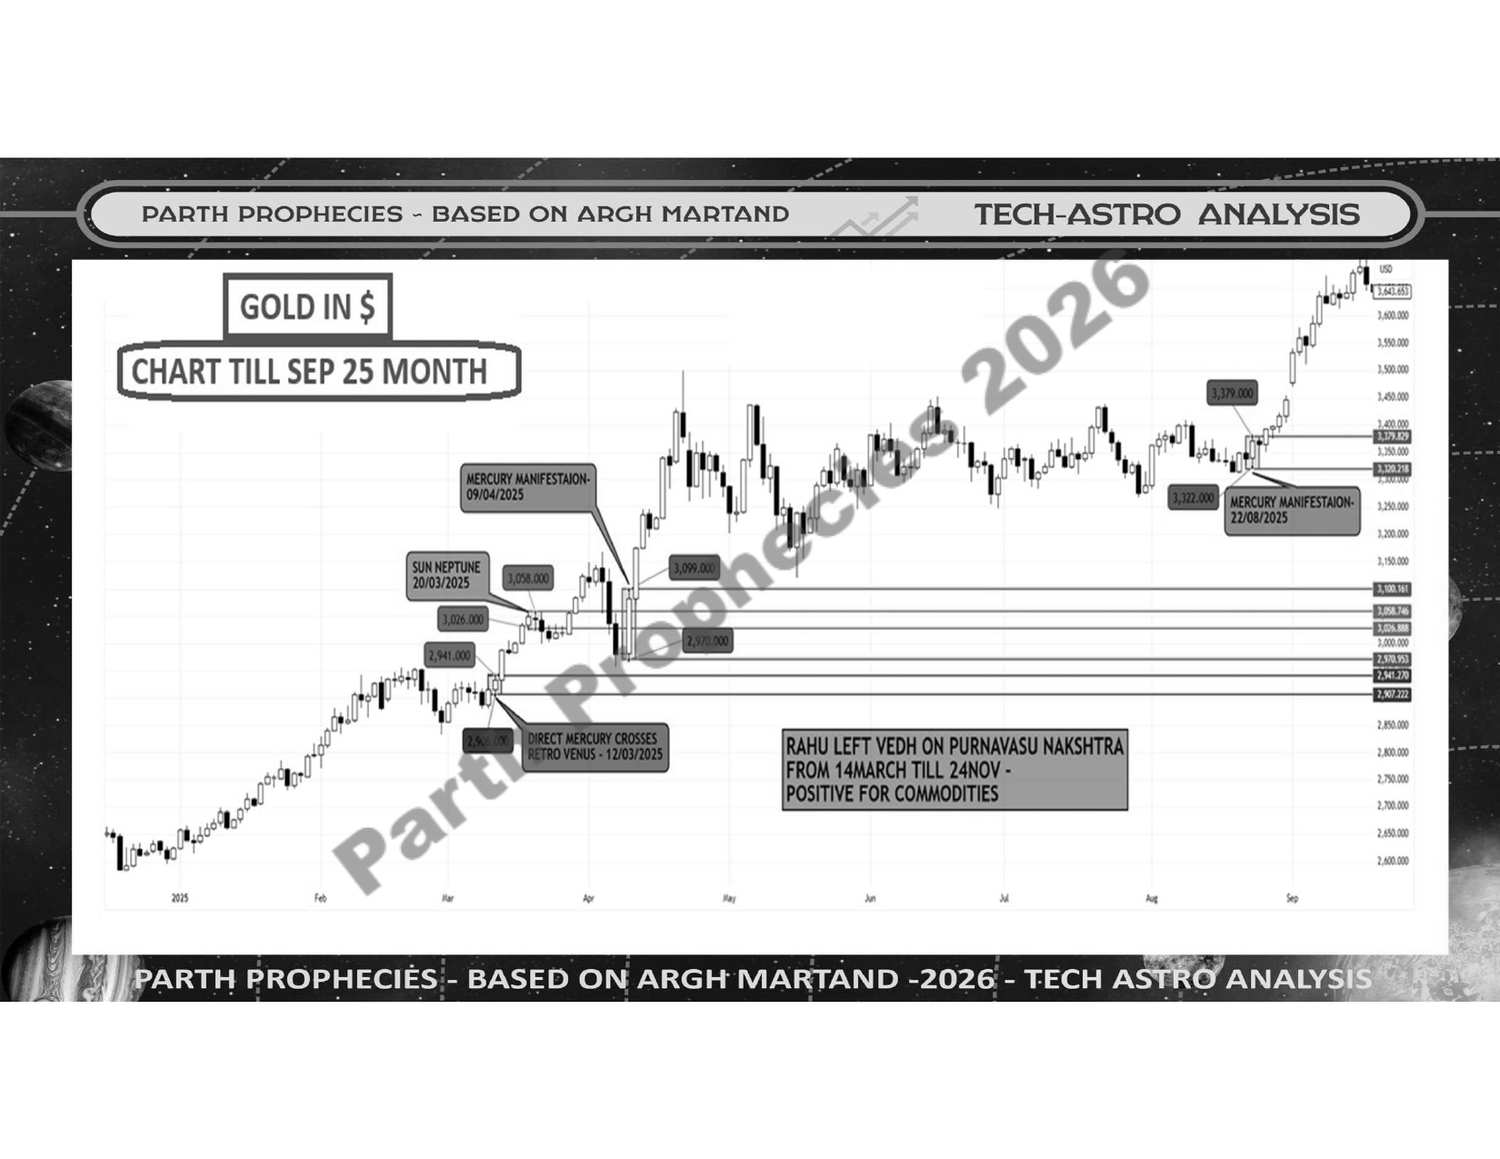 PARTH PROPHECIES ~ BASED ON ARGH MARTAND
TECH-ASTRO ANALYSIS
GOLD IN $
CHART TILL SEP 25 MONTH
USD
3,643.653
3,600.000
3,550.000
3,500.000
3,450.000
3,400.000
3,379.829
3,350.000
3,320.218
3,300.000
3,250.000
3,200.000
3,150.000
3,100.161
3,058.746
3,026.888
3,000.000
2,970.953
2,941.270
2,907.222
2,850.000
2,800.000
2,750.000
2,700.000
2,650.000
2,600.000
3,379.000
3,322.000
MERCURY MANIFESTAION-
22/08/2025
MERCURY MANIFESTAION-
09/04/2025
SUN NEPTUNE
20/03/2025
3,058.000
3,099.000
3,026.000
2,970.000
2,941.000
DIRECT MERCURY CROSSES
RETRO VENUS - 12/03/2025
RAHU LEFT VEDH ON PURNAVASU NAKSHTRA
FROM 14MARCH TILL 24NOV -
POSITIVE FOR COMMODITIES
2025 Feb Mar Apr May Jun Jul Aug Sep
Parth Prophecies 2026
PARTH PROPHECIES - BASED ON ARGH MARTAND -2026 - TECH ASTRO ANALYSIS